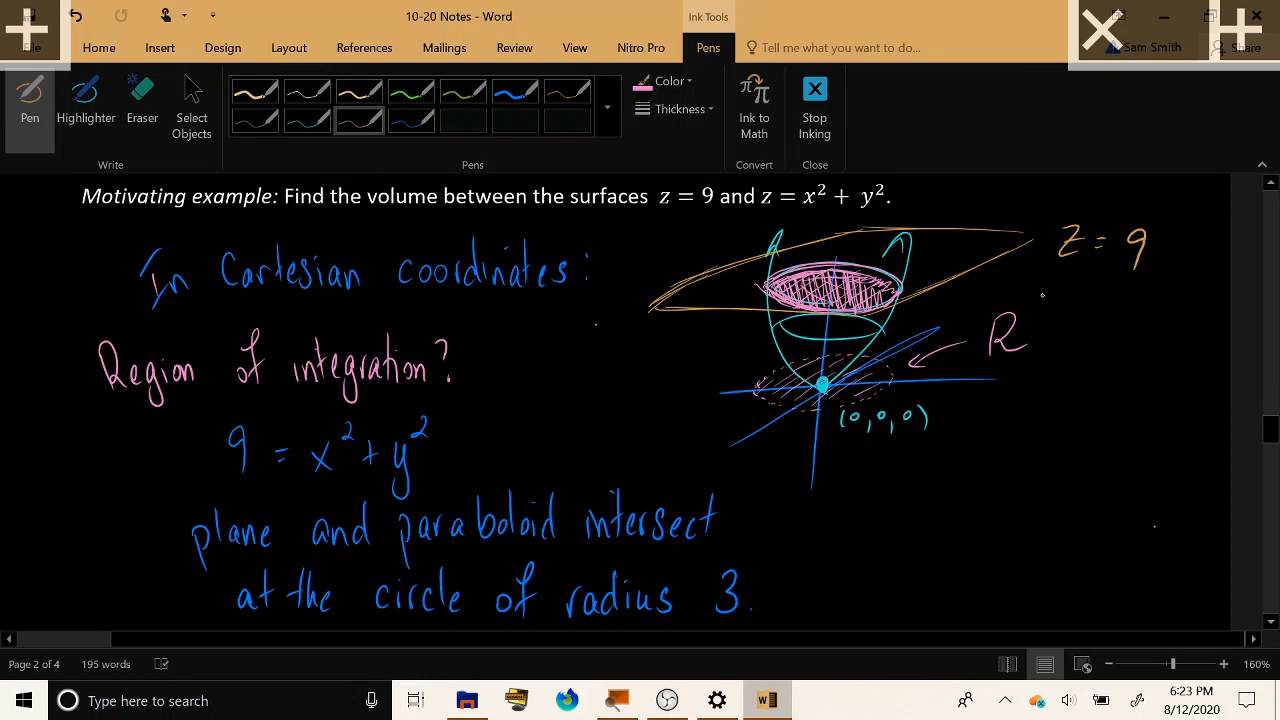 10-20 Notes - Word
Ink Tools
File Home Insert Design Layout References Mailings Review View Nitro Pro Pens Tell me what you want to do... Sam Smith Share
Pen Highlighter Eraser Select Objects
Color
Thickness
Ink to Math
Stop Inking
Write Pens Convert Close
Motivating example: Find the volume between the surfaces z = 9 and z = x² + y².
In Cartesian coordinates:
z = 9
R
Region of integration?
(0,0,0)
9 = x² + y²
plane and paraboloid intersect
at the circle of radius 3.
Page 2 of 4 195 words 160%
Type here to search
6:23 PM
8/12/2020